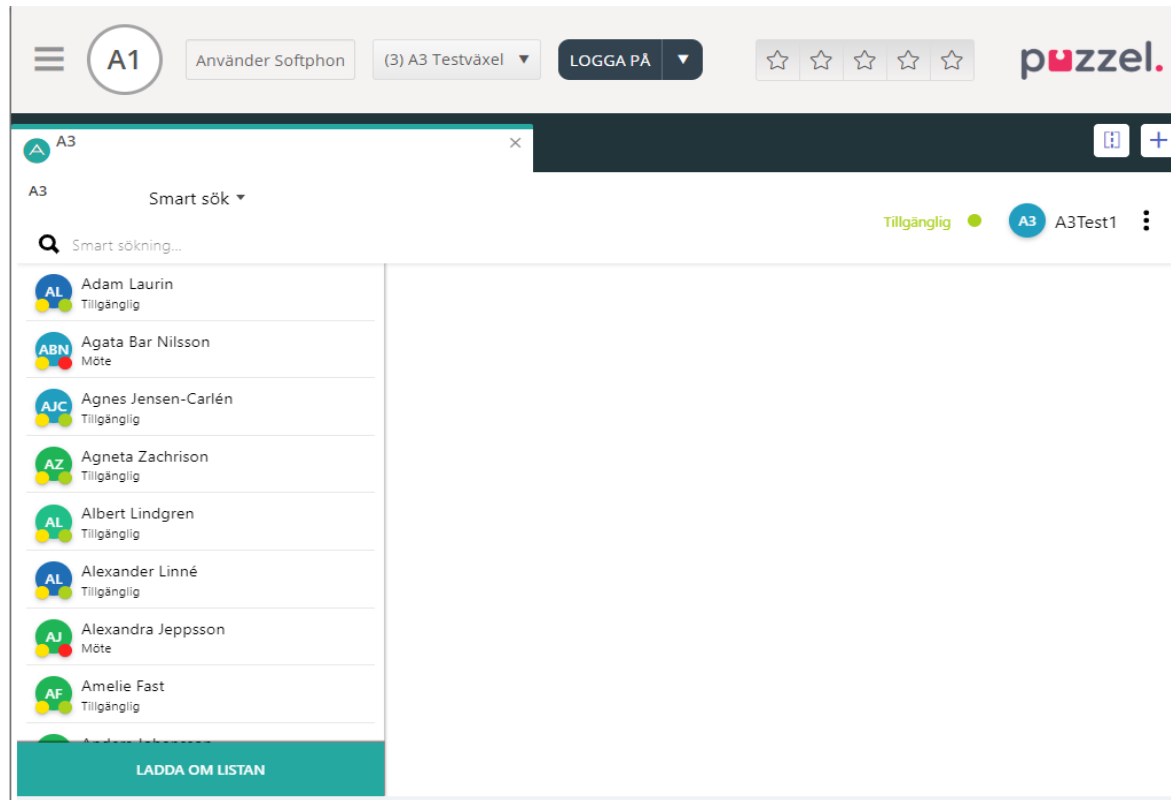 A1
Använder Softphon
(3) A3 Testväxel
LOGGA PÅ
puzzel.
A3
A3
Smart sök
Smart sökning...
Tillgänglig
A3
A3Test1
AL
Adam Laurin
Tillgänglig
ABN
Agata Bar Nilsson
Möte
AJC
Agnes Jensen-Carlén
Tillgänglig
AZ
Agneta Zachrison
Tillgänglig
AL
Albert Lindgren
Tillgänglig
AL
Alexander Linné
Tillgänglig
AJ
Alexandra Jeppsson
Möte
AF
Amelie Fast
Tillgänglig
LADDA OM LISTAN